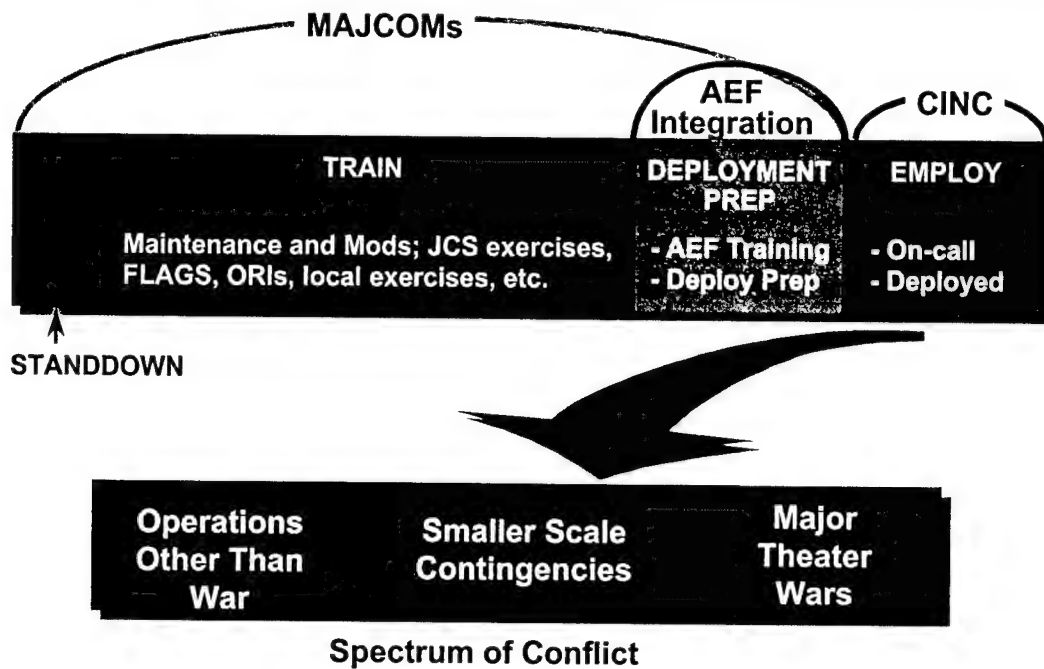 MAJCOMs
AEF
Integration
CINC
TRAIN
Maintenance and Mods; JCS exercises,
FLAGS, ORIs, local exercises, etc.
DEPLOYMENT
PREP
- AEF Training
- Deploy Prep
EMPLOY
- On-call
- Deployed
STANDDOWN
Operations
Other Than
War
Smaller Scale
Contingencies
Major
Theater
Wars
Spectrum of Conflict